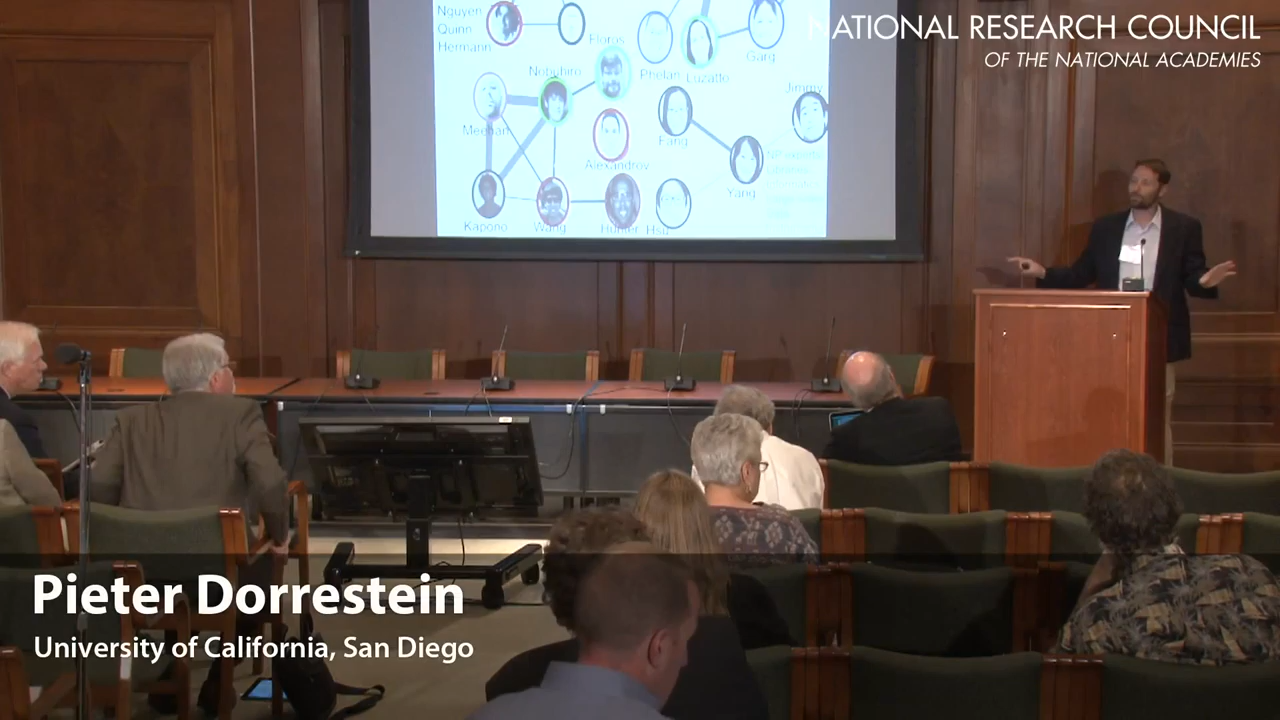 NATIONAL RESEARCH COUNCIL
OF THE NATIONAL ACADEMIES
Nguyen
Quinn
Hermann
Floros
Garg
Nobuhiro
Phelan Luzatto
Jimmy
Meehan
Fang
Alexandrov
Yang
Kapono Wang Hunter Hsu
Pieter Dorrestein
University of California, San Diego